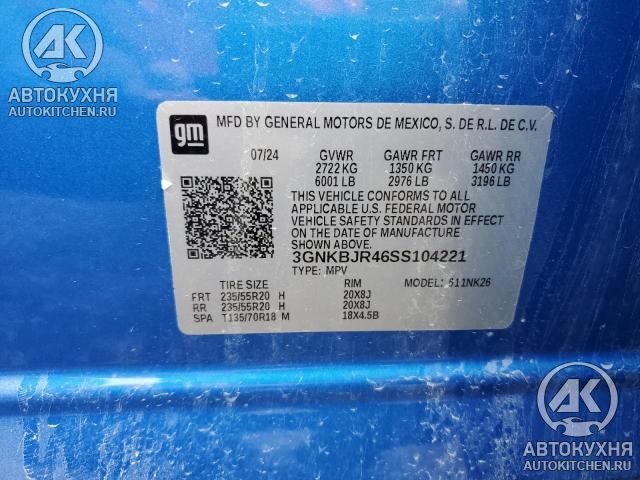 AK
АВТОКУХНЯ
AUTOKITCHEN.RU
gm
MFD BY GENERAL MOTORS DE MEXICO, S. DE R.L. DE C.V.
07/24 GVWR GAWR FRT GAWR RR
2722 KG 1350 KG 1450 KG
6001 LB 2976 LB 3196 LB
THIS VEHICLE CONFORMS TO ALL
APPLICABLE U.S. FEDERAL MOTOR
VEHICLE SAFETY STANDARDS IN EFFECT
ON THE DATE OF MANUFACTURE
SHOWN ABOVE.
3GNKBJR46SS104221
TYPE: MPV
TIRE SIZE RIM MODEL: 611NK26
FRT 235/55R20 H 20X8J
RR 235/55R20 H 20X8J
SPA T135/70R18 M 18X4.5B
AK
АВТОКУХНЯ
AUTOKITCHEN.RU